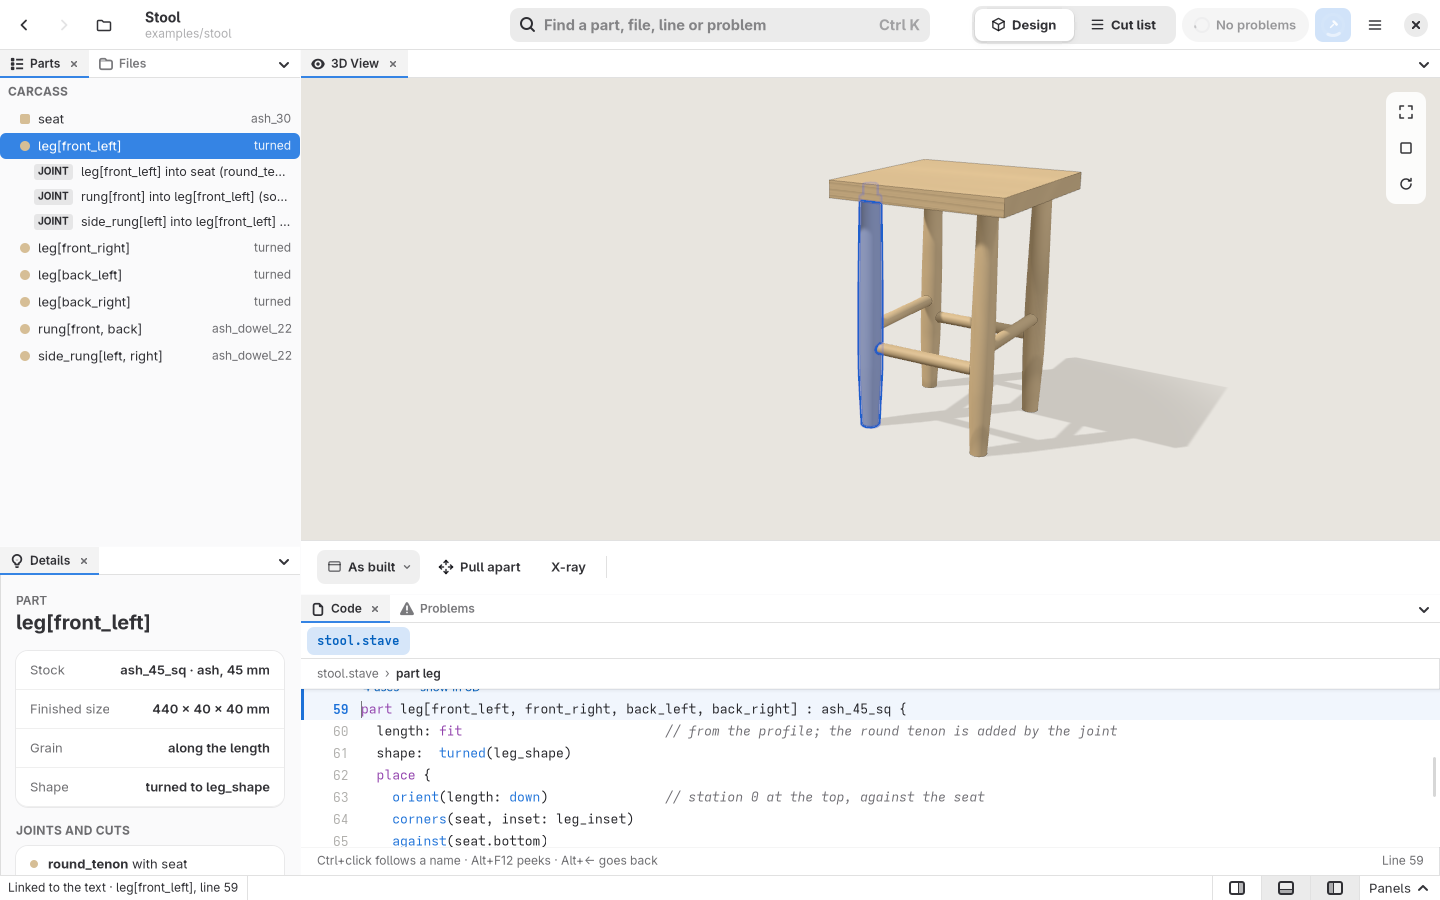 Stool
examples/stool
Find a part, file, line or problem
Ctrl K
Design
Cut list
No problems
Parts
Files
3D View
CARCASS
seat
ash_30
leg[front_left]
turned
JOINT
leg[front_left] into seat (round_te...
JOINT
rung[front] into leg[front_left] (so...
JOINT
side_rung[left] into leg[front_left] ...
leg[front_right]
turned
leg[back_left]
turned
leg[back_right]
turned
rung[front, back]
ash_dowel_22
side_rung[left, right]
ash_dowel_22
Details
PART
leg[front_left]
Stock
ash_45_sq · ash, 45 mm
Finished size
440 × 40 × 40 mm
Grain
along the length
Shape
turned to leg_shape
JOINTS AND CUTS
round_tenon with seat
As built
Pull apart
X-ray
Code
Problems
stool.stave
stool.stave › part leg
59 part leg[front_left, front_right, back_left, back_right] : ash_45_sq {
60 length: fit // from the profile; the round tenon is added by the joint
61 shape: turned(leg_shape)
62 place {
63 orient(length: down) // station 0 at the top, against the seat
64 corners(seat, inset: leg_inset)
65 against(seat.bottom)
Ctrl+click follows a name · Alt+F12 peeks · Alt+← goes back
Line 59
Linked to the text · leg[front_left], line 59
Panels